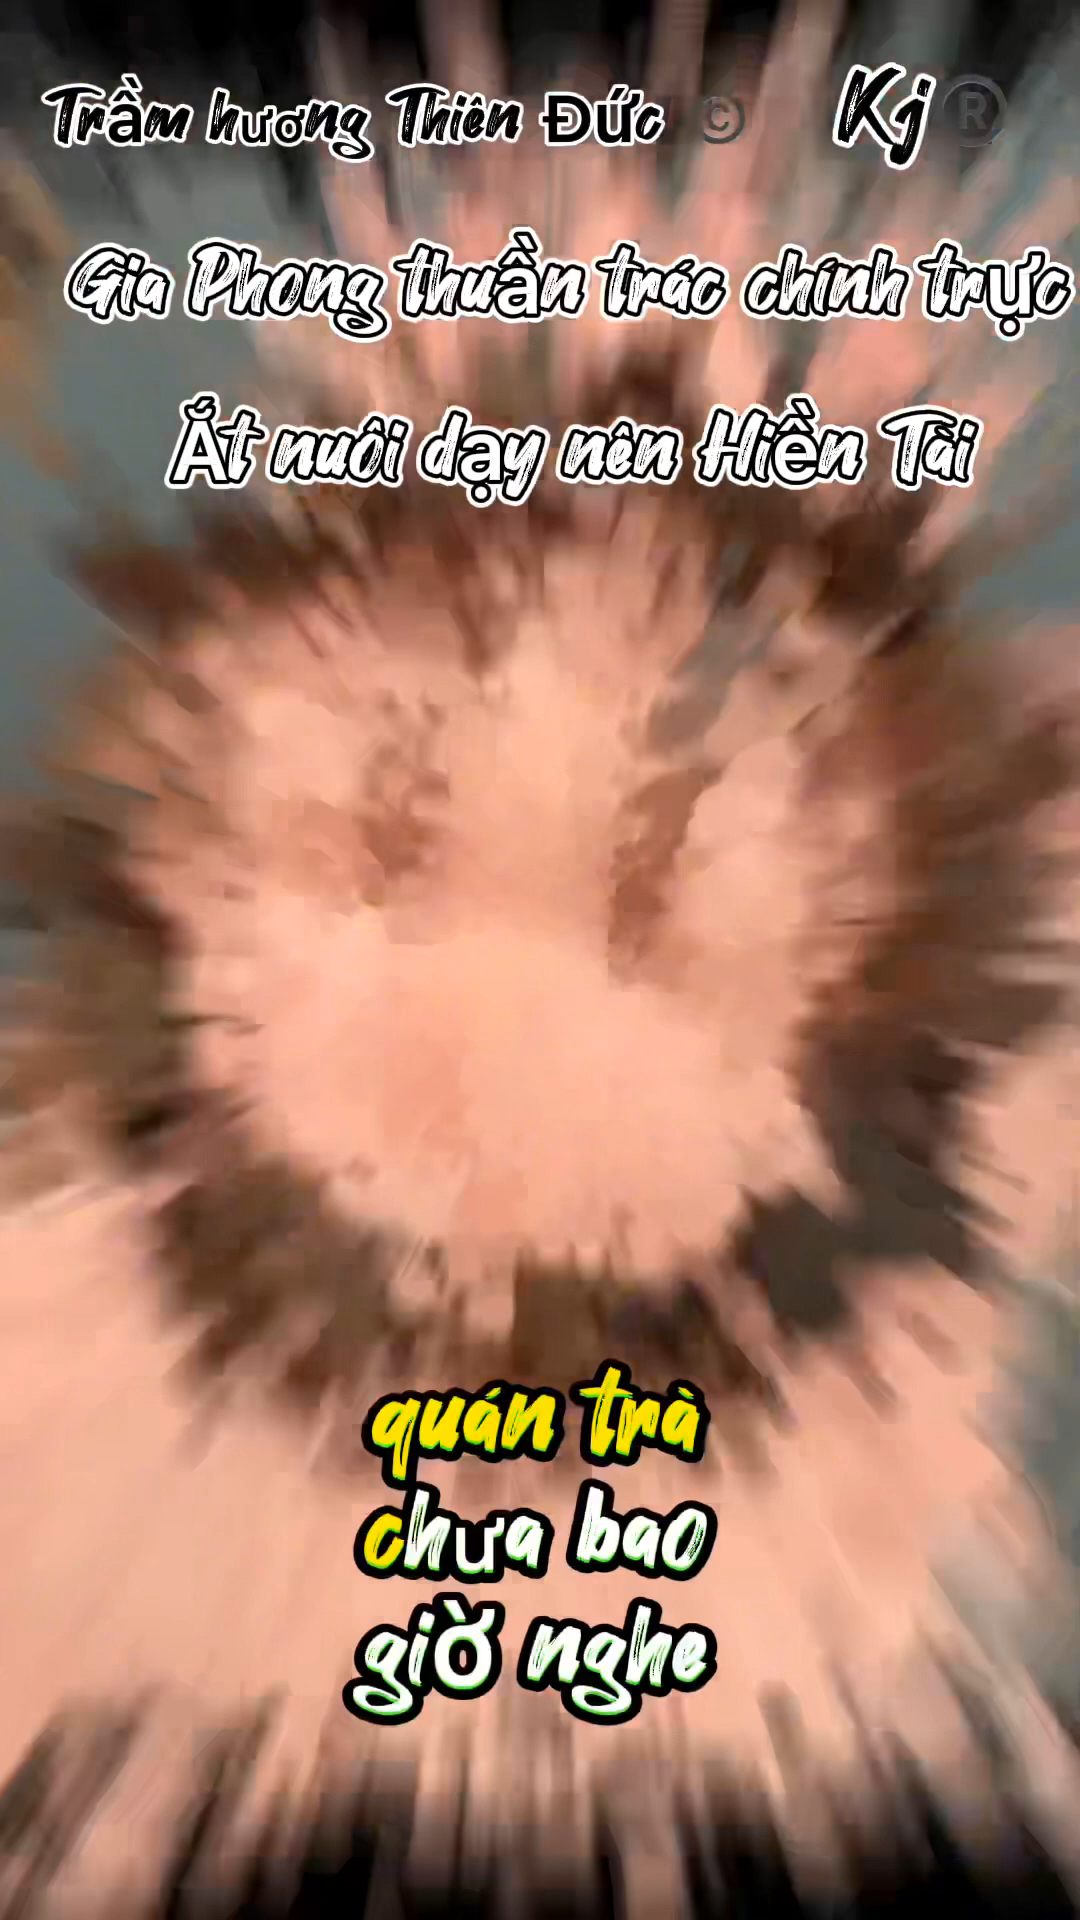 Trầm hương Thiên Đức © Kj ®
Gia Phong thuần trác chính trực
Ắt nuôi dạy nên Hiền Tài
quán trà
chưa bao
giờ nghe